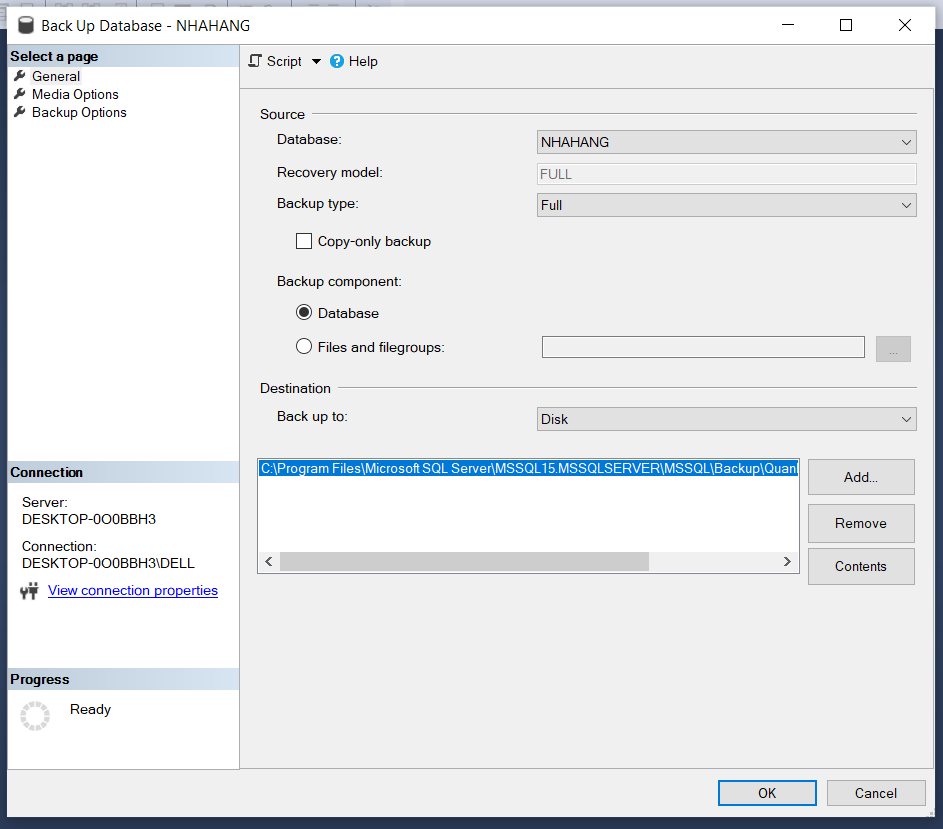 Back Up Database - NHAHANG
Select a page
General
Media Options
Backup Options
Script
? Help
Source
Database:
NHAHANG
Recovery model:
FULL
Backup type:
Full
Copy-only backup
Backup component:
Database
Files and filegroups:
...
Destination
Back up to:
Disk
C:\Program Files\Microsoft SQL Server\MSSQL15.MSSQLSERVER\MSSQL\Backup\Quan
Add...
Remove
Contents
Connection
Server:
DESKTOP-0O0BBH3
Connection:
DESKTOP-0O0BBH3\DELL
View connection properties
Progress
Ready
OK
Cancel